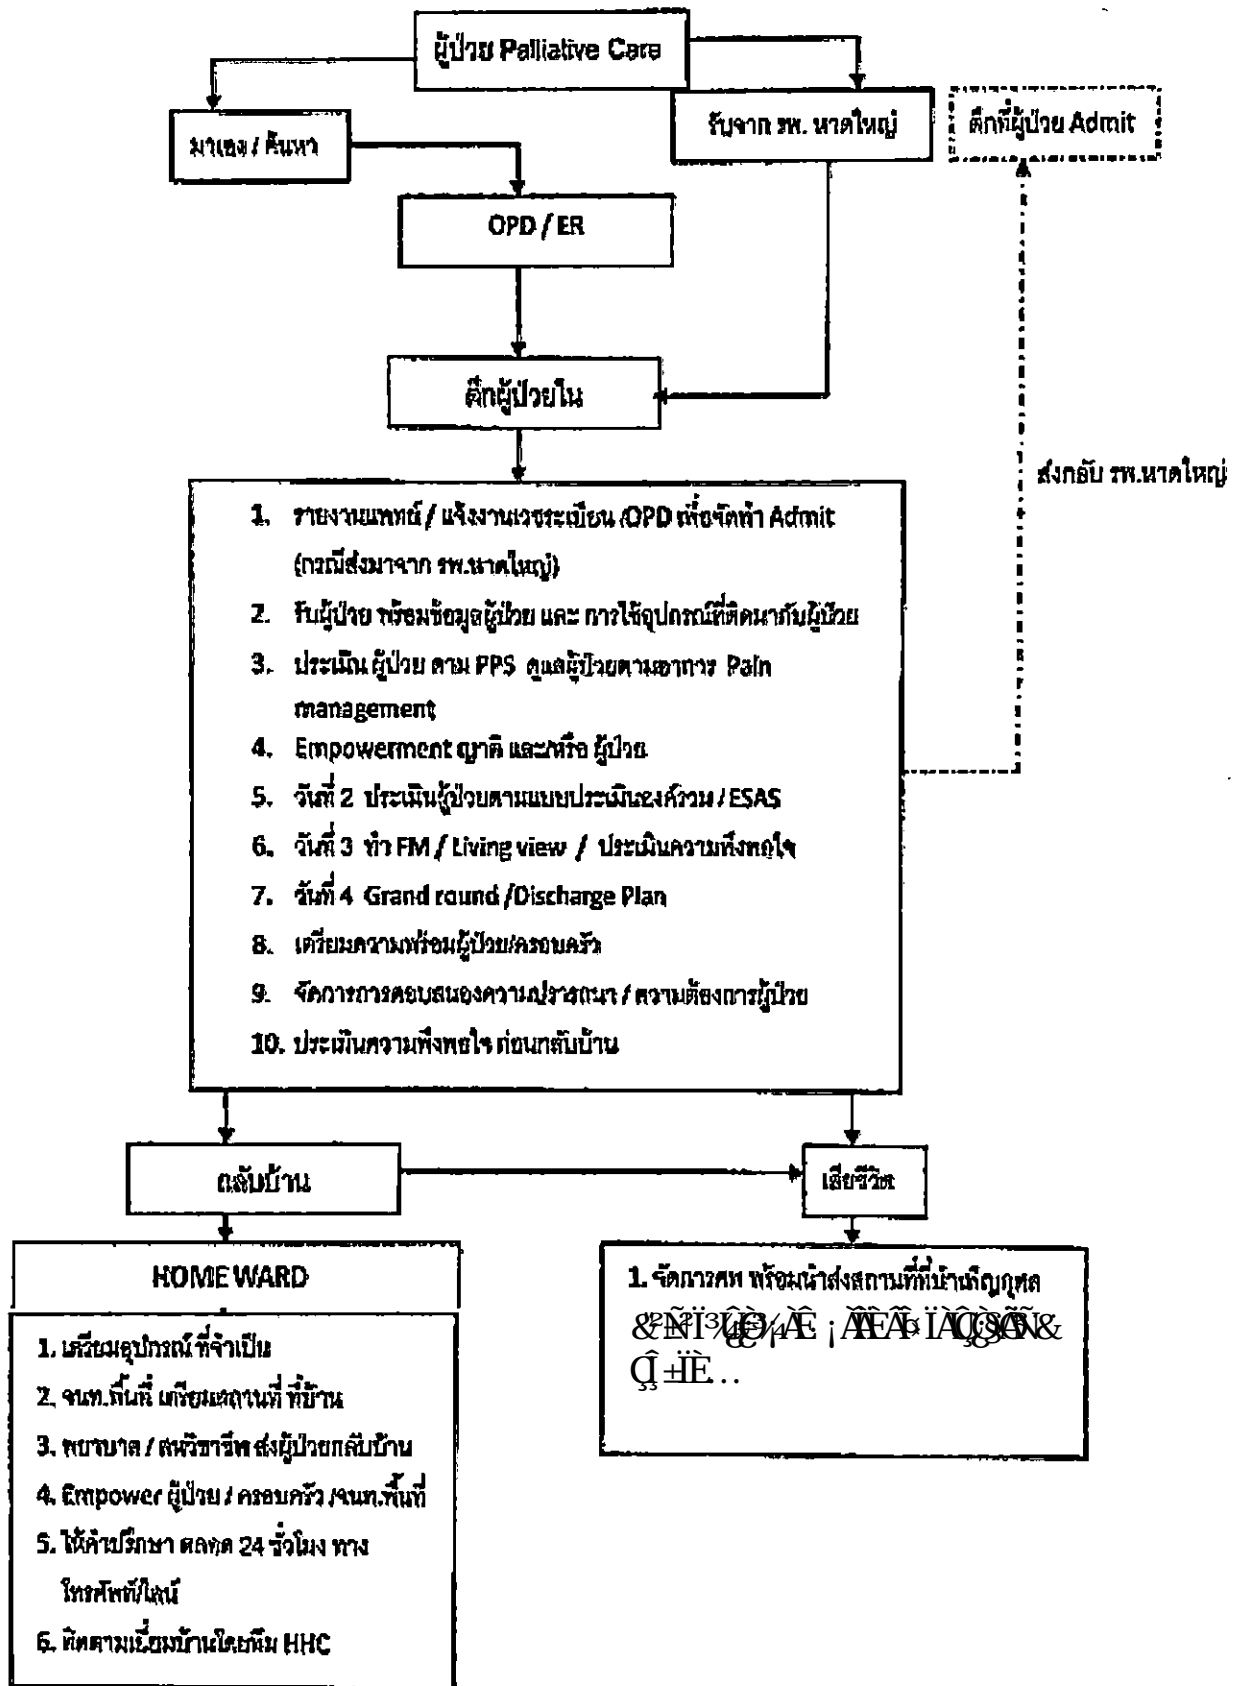 ผู้ป่วย Palliative Care
มาเอง / ค้นหา
รับจาก รพ. หาดใหญ่
ตึกที่ผู้ป่วย Admit
OPD / ER
ตึกผู้ป่วยใน
ส่งกลับ รพ.หาดใหญ่
1. รายงานแพทย์ / แจ้งงานเวชระเบียน /OPD เพื่อจัดทำ Admit
(กรณีส่งมาจาก รพ.หาดใหญ่)
2. รับผู้ป่วย พร้อมข้อมูลผู้ป่วย และ การใช้อุปกรณ์ที่ติดมากับผู้ป่วย
3. ประเมิน ผู้ป่วย ตาม PPS ดูแลผู้ป่วยตามอาการ Pain
management
4. Empowerment ญาติ และ/หรือ ผู้ป่วย
5. วันที่ 2 ประเมินผู้ป่วยตามแบบประเมินองค์รวม / ESAS
6. วันที่ 3 ทำ FM / Living view / ประเมินความพึงพอใจ
7. วันที่ 4 Grand round /Discharge Plan
8. เตรียมความพร้อมผู้ป่วย/ครอบครัว
9. จัดการการตอบสนองความปรารถนา / ความต้องการผู้ป่วย
10. ประเมินความพึงพอใจ ก่อนกลับบ้าน
กลับบ้าน
เสียชีวิต
HOME WARD
1. เตรียมอุปกรณ์ ที่จำเป็น
2. จนท.พื้นที่ เตรียมสถานที่ ที่บ้าน
3. พยาบาล / สหวิชาชีพ ส่งผู้ป่วยกลับบ้าน
4. Empower ผู้ป่วย / ครอบครัว /จนท.พื้นที่
5. ให้คำปรึกษา ตลอด 24 ชั่วโมง ทาง
โทรศัพท์/ไลน์
6. ติดตามเยี่ยมบ้านโดยทีม HHC
1. จัดการศพ พร้อมนำส่งสถานที่ที่บำเพ็ญกุศล